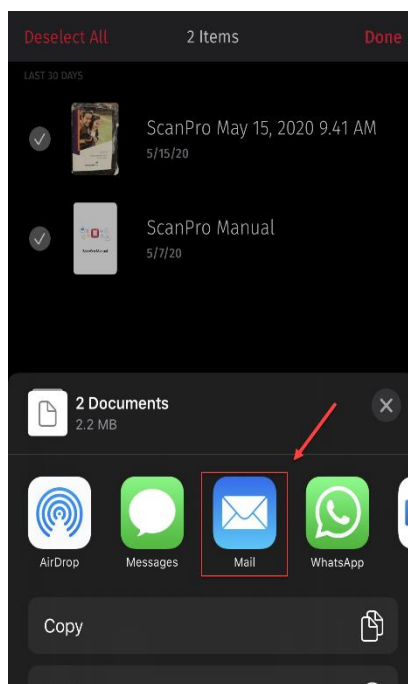 Deselect All 2 Items Done
LAST 30 DAYS
ScanPro May 15, 2020 9.41 AM
5/15/20
ScanPro Manual
5/7/20
2 Documents
2.2 MB
AirDrop Messages Mail WhatsApp
Copy